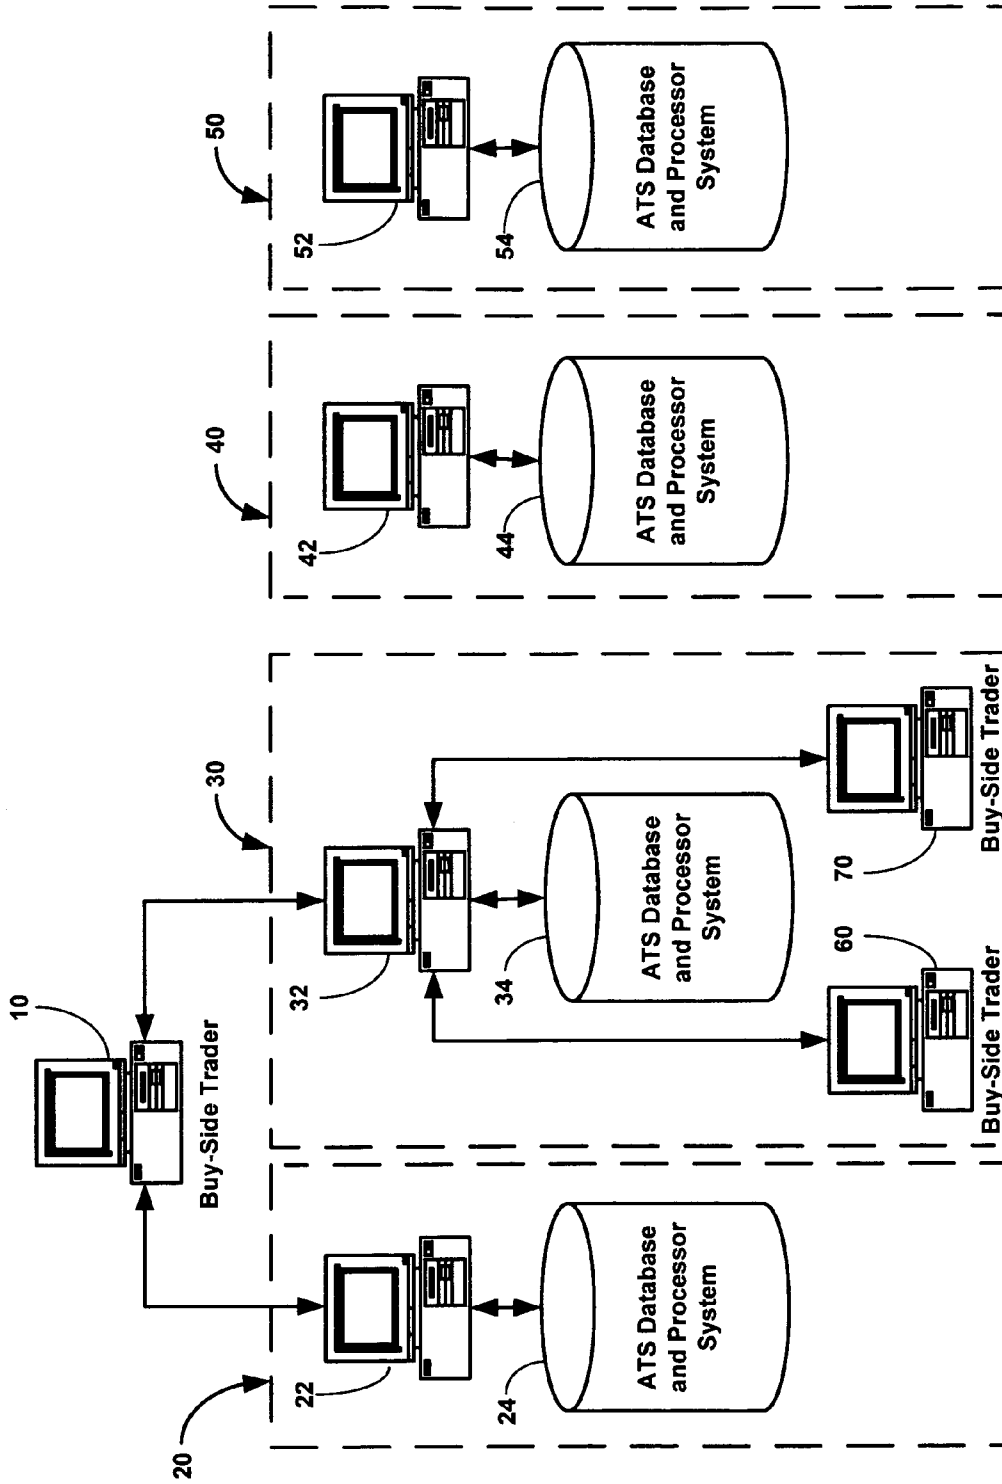 10
Buy-Side Trader
20
30
40
50
22
32
42
52
24
34
44
54
ATS Database
and Processor
System
ATS Database
and Processor
System
ATS Database
and Processor
System
ATS Database
and Processor
System
60
70
Buy-Side Trader
Buy-Side Trader